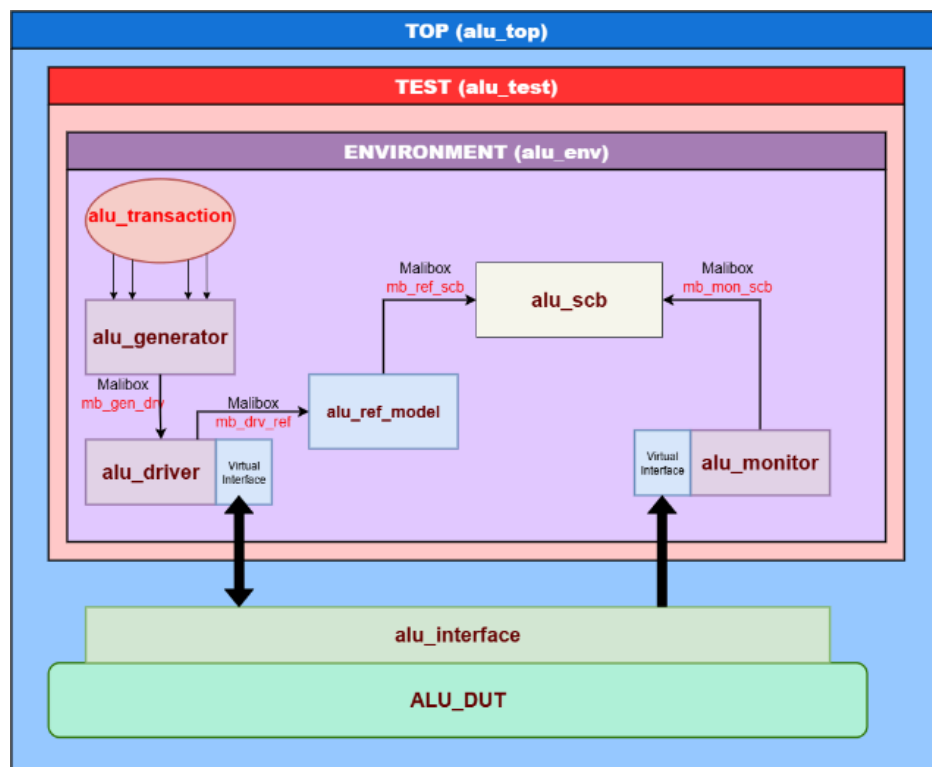 TOP (alu_top)
TEST (alu_test)
ENVIRONMENT (alu_env)
alu_transaction
alu_generator
Malibox
mb_gen_drv
alu_driver
Virtual
Interface
Malibox
mb_drv_ref
alu_ref_model
Malibox
mb_ref_scb
alu_scb
Malibox
mb_mon_scb
Virtual
Interface
alu_monitor
alu_interface
ALU_DUT